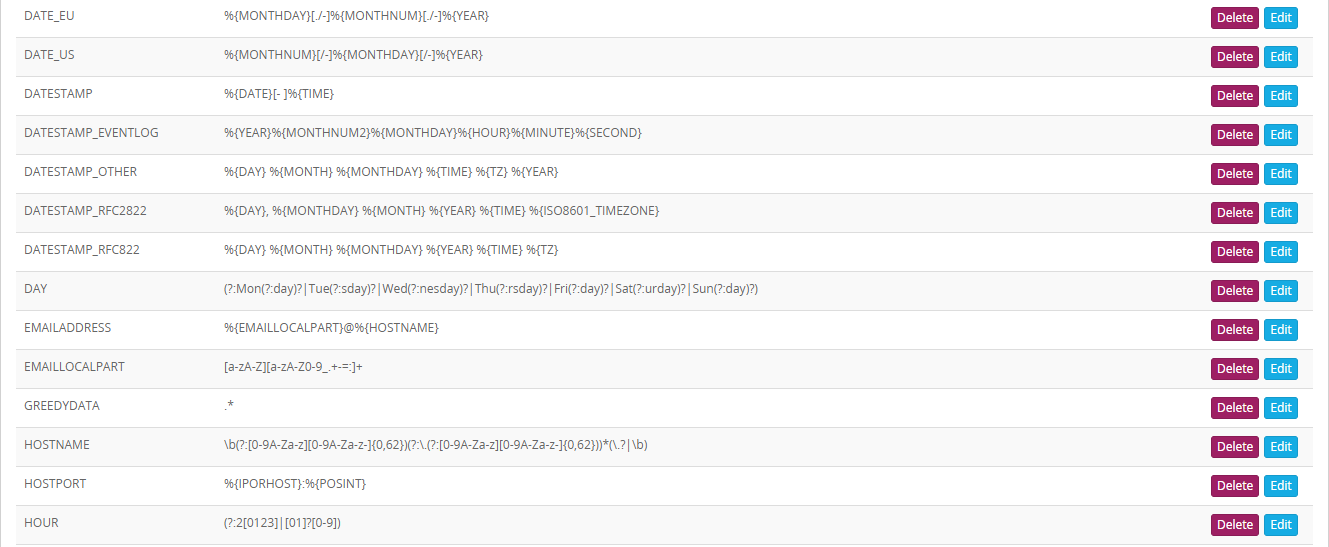 DATE_EU %{MONTHDAY}[./-]%{MONTHNUM}[./-]%{YEAR} Delete Edit
DATE_US %{MONTHNUM}[/-]%{MONTHDAY}[/-]%{YEAR} Delete Edit
DATESTAMP %{DATE}[- ]%{TIME} Delete Edit
DATESTAMP_EVENTLOG %{YEAR}%{MONTHNUM2}%{MONTHDAY}%{HOUR}%{MINUTE}%{SECOND} Delete Edit
DATESTAMP_OTHER %{DAY} %{MONTH} %{MONTHDAY} %{TIME} %{TZ} %{YEAR} Delete Edit
DATESTAMP_RFC2822 %{DAY}, %{MONTHDAY} %{MONTH} %{YEAR} %{TIME} %{ISO8601_TIMEZONE} Delete Edit
DATESTAMP_RFC822 %{DAY} %{MONTH} %{MONTHDAY} %{YEAR} %{TIME} %{TZ} Delete Edit
DAY (?:Mon(?:day)?|Tue(?:sday)?|Wed(?:nesday)?|Thu(?:rsday)?|Fri(?:day)?|Sat(?:urday)?|Sun(?:day)?) Delete Edit
EMAILADDRESS %{EMAILLOCALPART}@%{HOSTNAME} Delete Edit
EMAILLOCALPART [a-zA-Z][a-zA-Z0-9_.+-=:]+ Delete Edit
GREEDYDATA .* Delete Edit
HOSTNAME \b(?:[0-9A-Za-z][0-9A-Za-z-]{0,62})(?:\.(?:[0-9A-Za-z][0-9A-Za-z-]{0,62}))*(\.?|\b) Delete Edit
HOSTPORT %{IPORHOST}:%{POSINT} Delete Edit
HOUR (?:2[0123]|[01]?[0-9]) Delete Edit